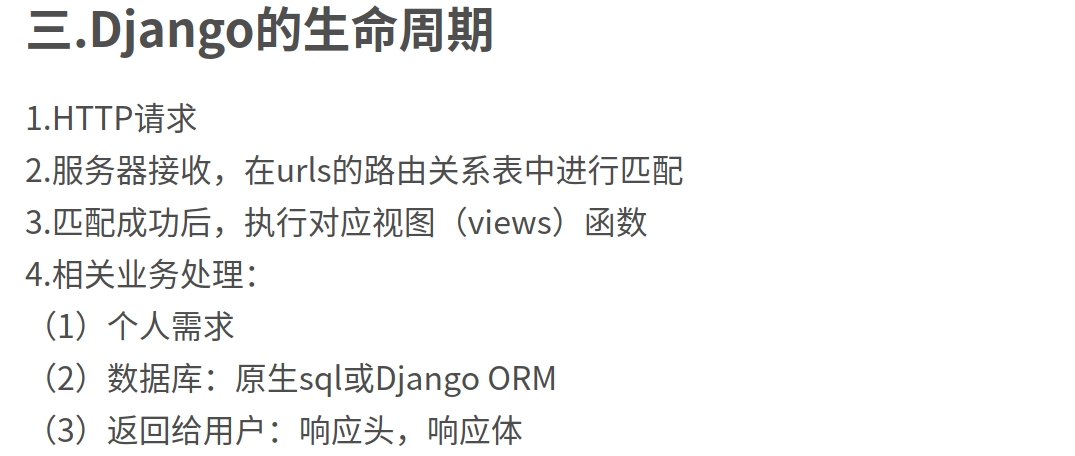 三.Django的生命周期
1.HTTP请求
2.服务器接收，在urls的路由关系表中进行匹配
3.匹配成功后，执行对应视图（views）函数
4.相关业务处理：
（1）个人需求
（2）数据库：原生sql或Django ORM
（3）返回给用户：响应头，响应体